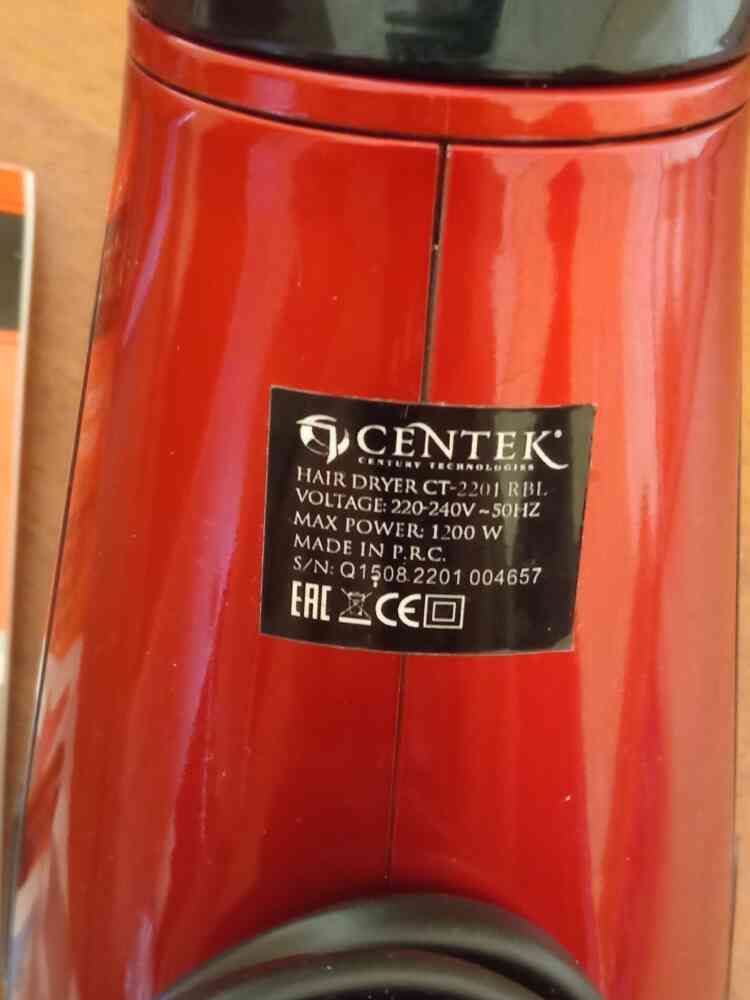 CENTEK
CENTURY TECHNOLOGIES
HAIR DRYER CT-2201 RBL
VOLTAGE: 220-240V ~ 50HZ
MAX POWER: 1200 W
MADE IN P.R.C.
S/N: Q1508 2201 004657
EAC CE